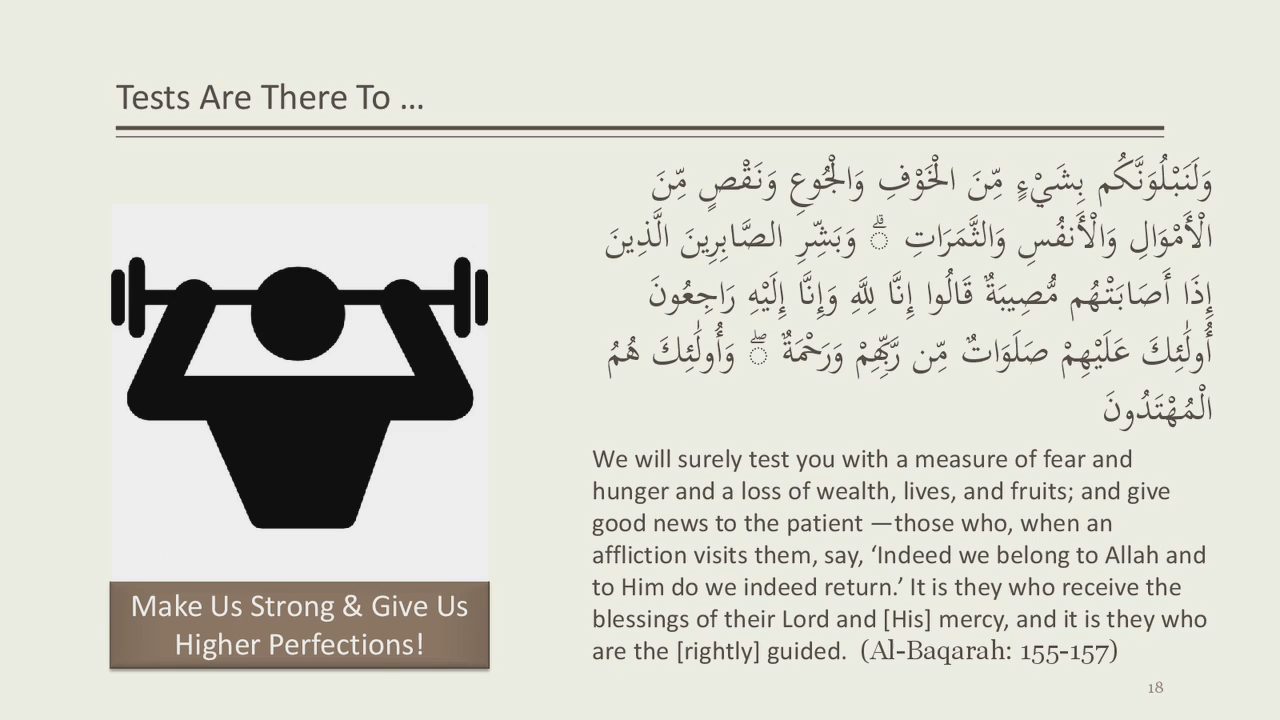 Tests Are There To …
وَلَنَبْلُوَنَّكُم بِشَيْءٍ مِّنَ الْخَوْفِ وَالْجُوعِ وَنَقْصٍ مِّنَ
الْأَمْوَالِ وَالْأَنفُسِ وَالثَّمَرَاتِ ۗ وَبَشِّرِ الصَّابِرِينَ الَّذِينَ
إِذَا أَصَابَتْهُم مُّصِيبَةٌ قَالُوا إِنَّا لِلَّهِ وَإِنَّا إِلَيْهِ رَاجِعُونَ
أُولَٰئِكَ عَلَيْهِمْ صَلَوَاتٌ مِّن رَّبِّهِمْ وَرَحْمَةٌ ۖ وَأُولَٰئِكَ هُمُ
الْمُهْتَدُونَ
We will surely test you with a measure of fear and
hunger and a loss of wealth, lives, and fruits; and give
good news to the patient —those who, when an
affliction visits them, say, ‘Indeed we belong to Allah and
to Him do we indeed return.’ It is they who receive the
blessings of their Lord and [His] mercy, and it is they who
are the [rightly] guided. (Al-Baqarah: 155-157)
Make Us Strong & Give Us
Higher Perfections!
18